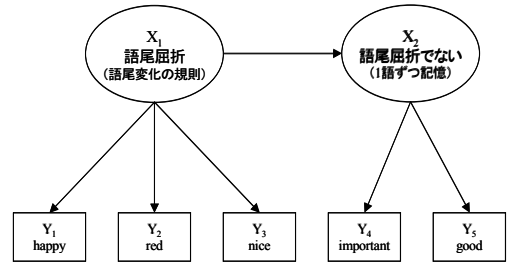 X₁
語尾屈折
(語尾変化の規則)
X₂
語尾屈折でない
(1語ずつ記憶)
Y₁
happy
Y₂
red
Y₃
nice
Y₄
important
Y₅
good